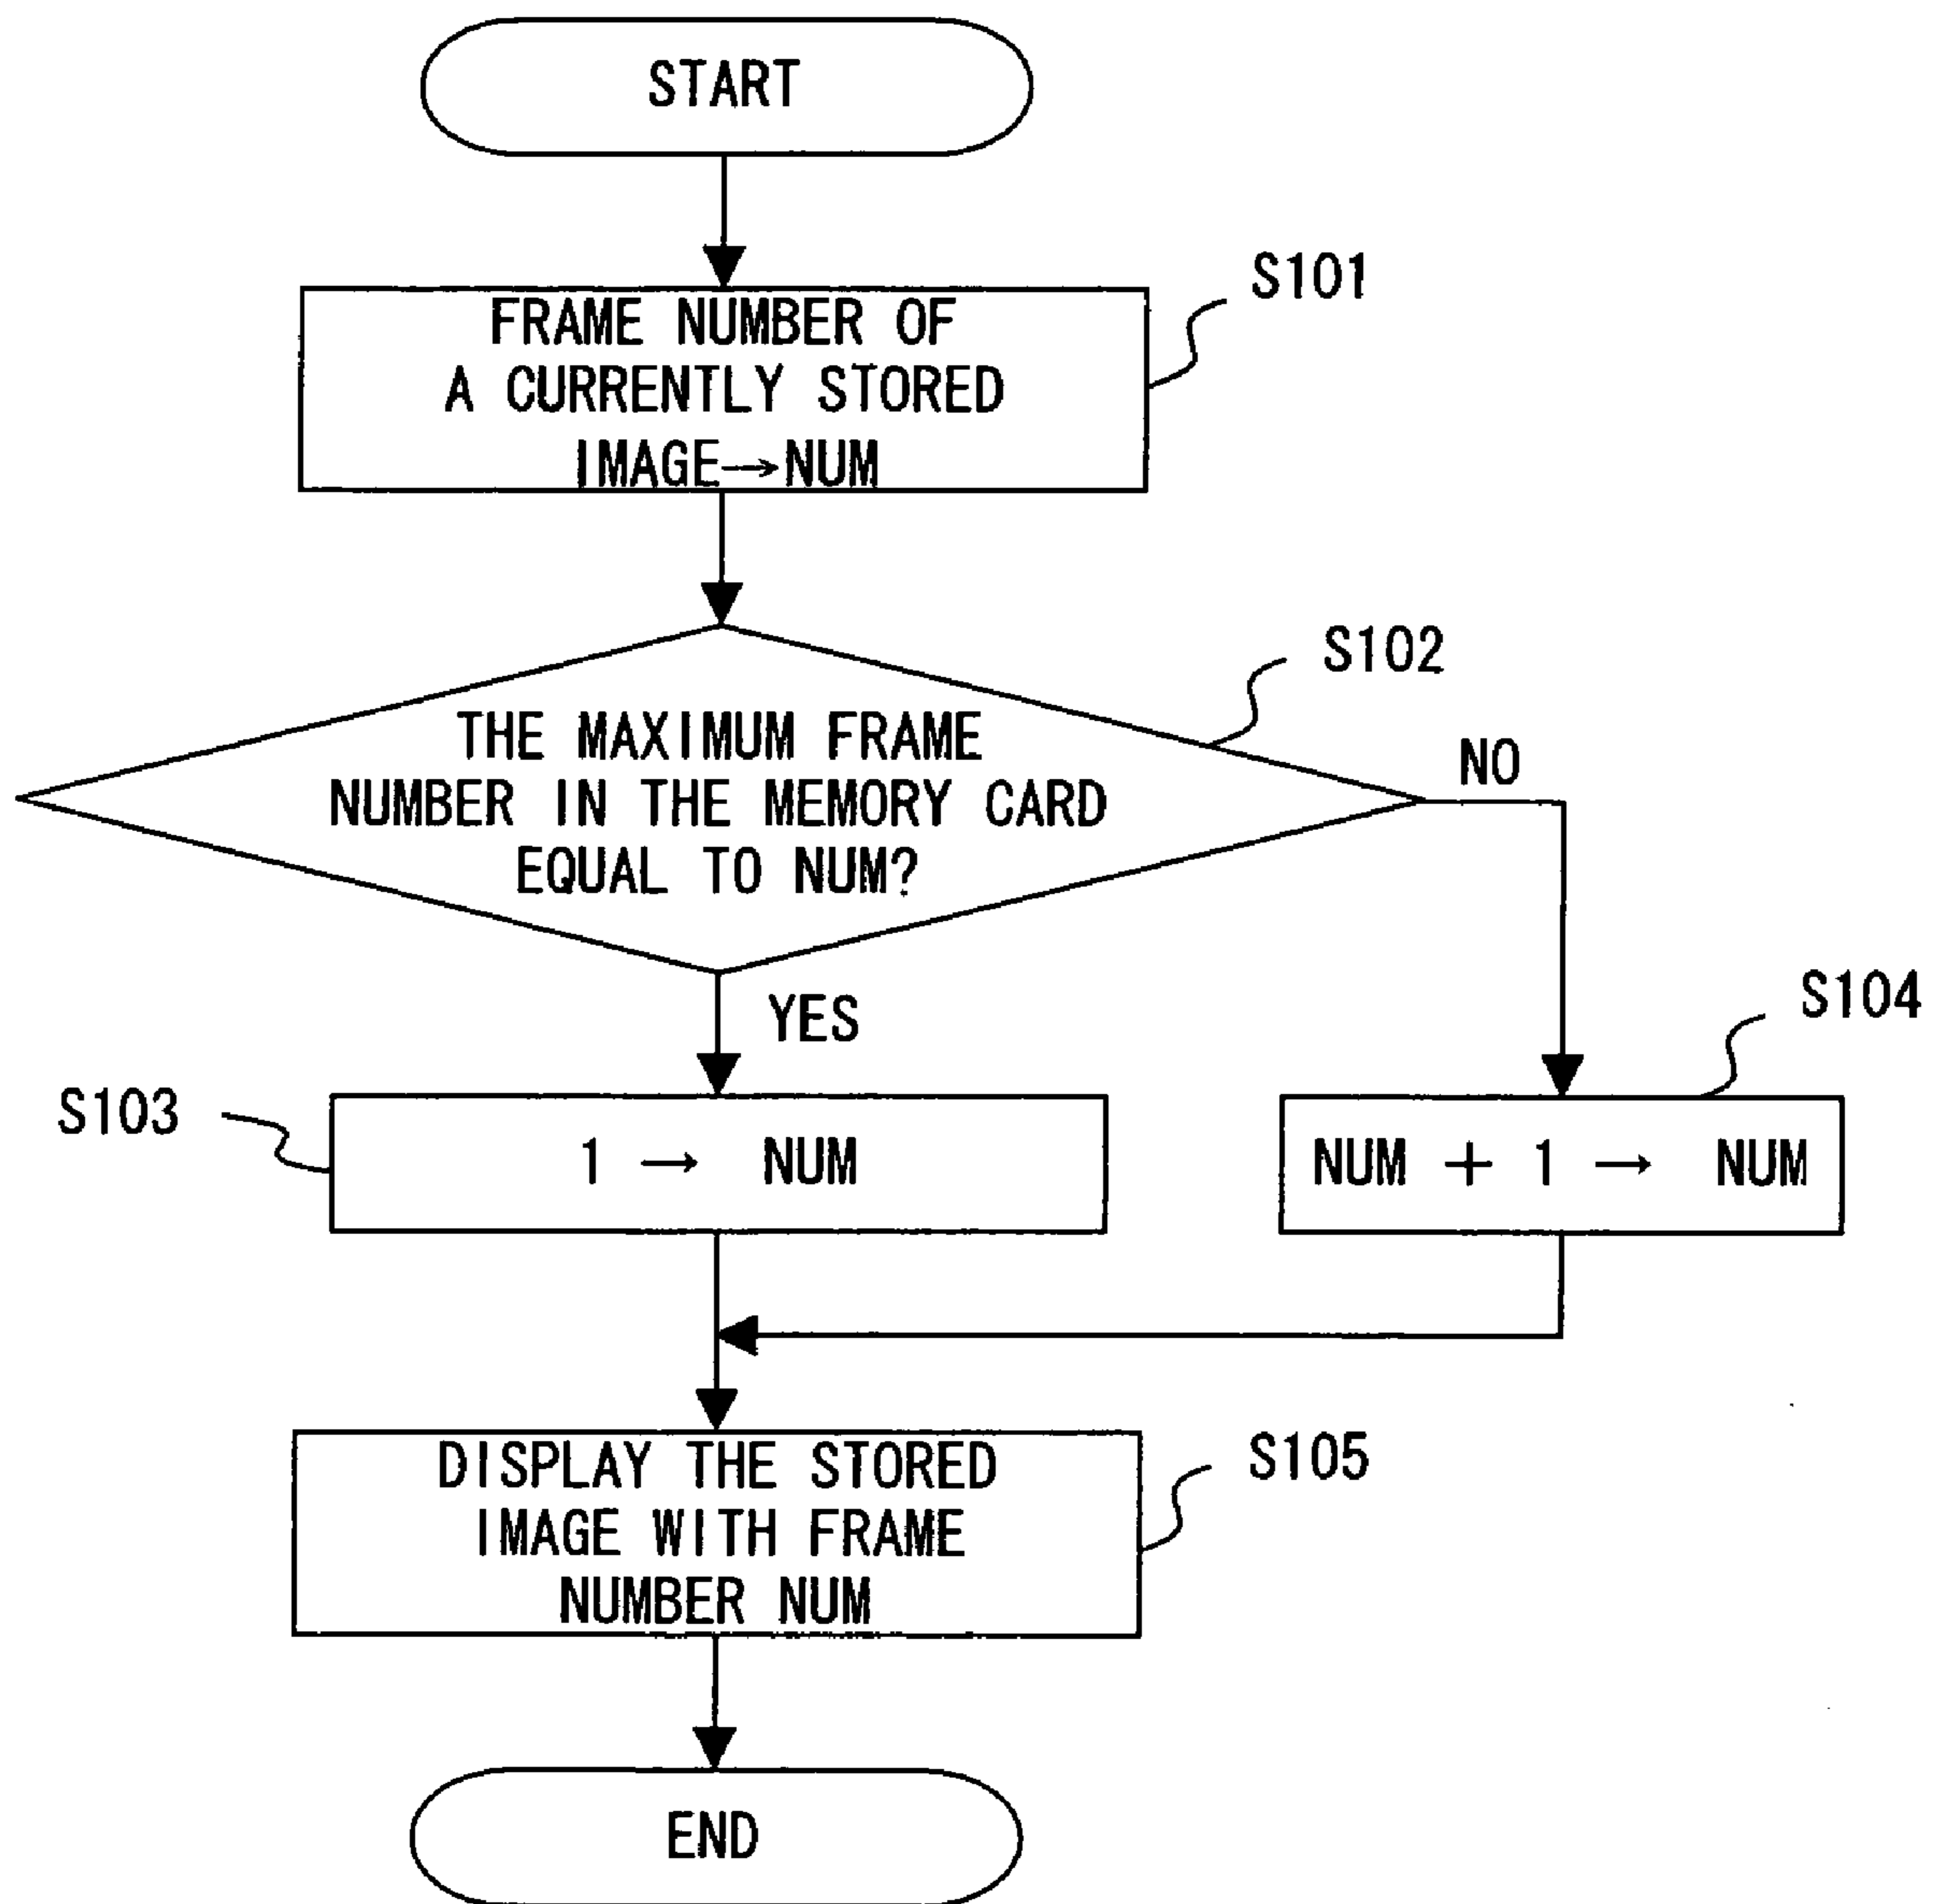 START
S101
FRAME NUMBER OF
A CURRENTLY STORED
IMAGE→NUM
S102
THE MAXIMUM FRAME
NUMBER IN THE MEMORY CARD
EQUAL TO NUM?
NO
YES
S103
1 → NUM
S104
NUM + 1 → NUM
S105
DISPLAY THE STORED
IMAGE WITH FRAME
NUMBER NUM
END